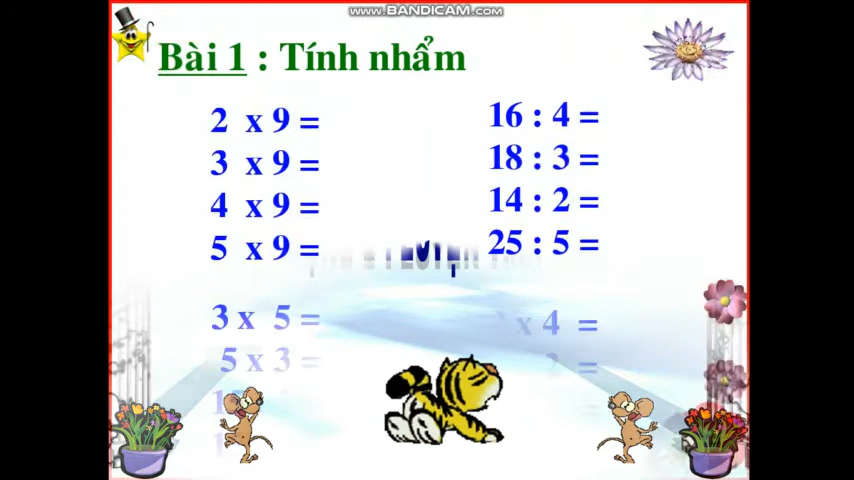 www.BANDICAM.com
Bài 1 : Tính nhẩm
2 x 9 =
3 x 9 =
4 x 9 =
5 x 9 =
16 : 4 =
18 : 3 =
14 : 2 =
25 : 5 =
3 x 5 =
5 x 3 =
x 4 =